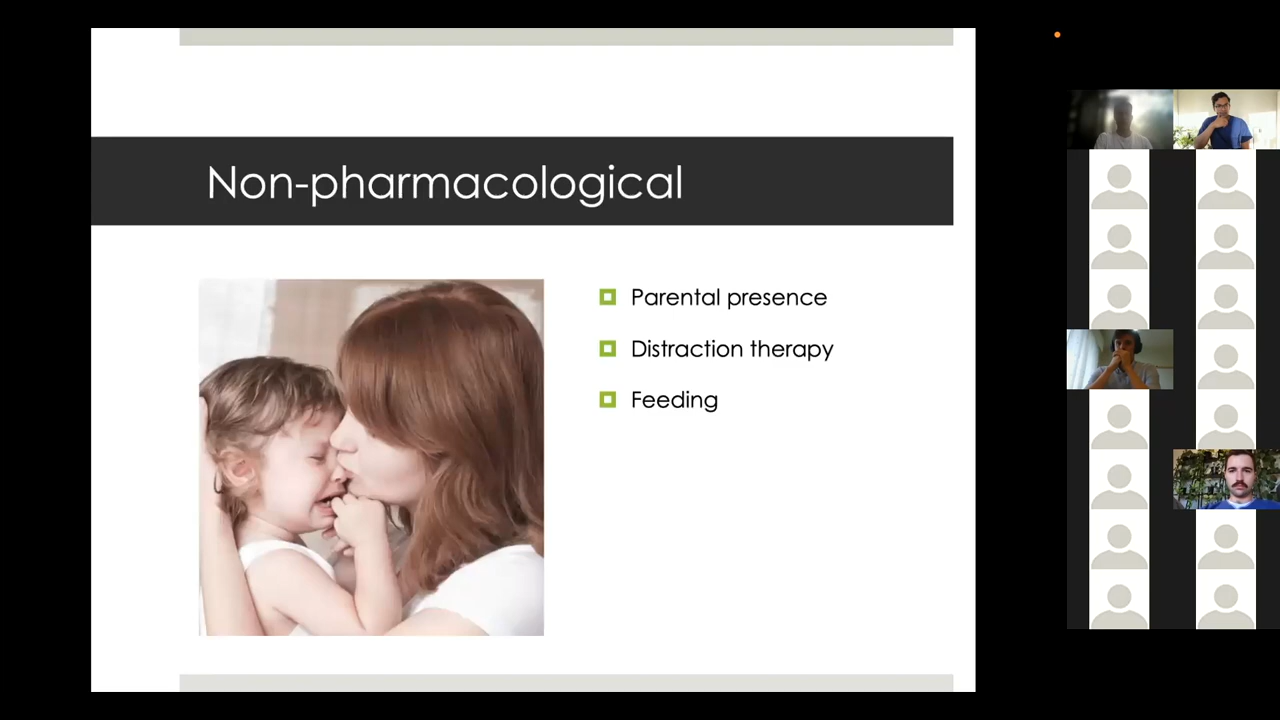 Non-pharmacological
Parental presence
Distraction therapy
Feeding